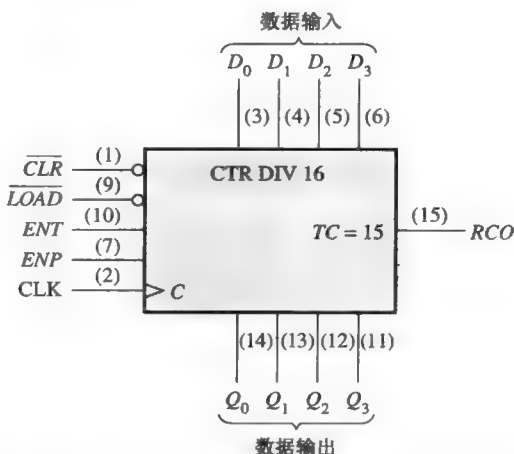 数据输入
D0 D1 D2 D3
(3) (4) (5) (6)
CLR (1)
CTR DIV 16
LOAD (9)
ENT (10)
TC = 15 (15) RCO
ENP (7)
CLK (2) C
(14) (13) (12) (11)
Q0 Q1 Q2 Q3
数据输出